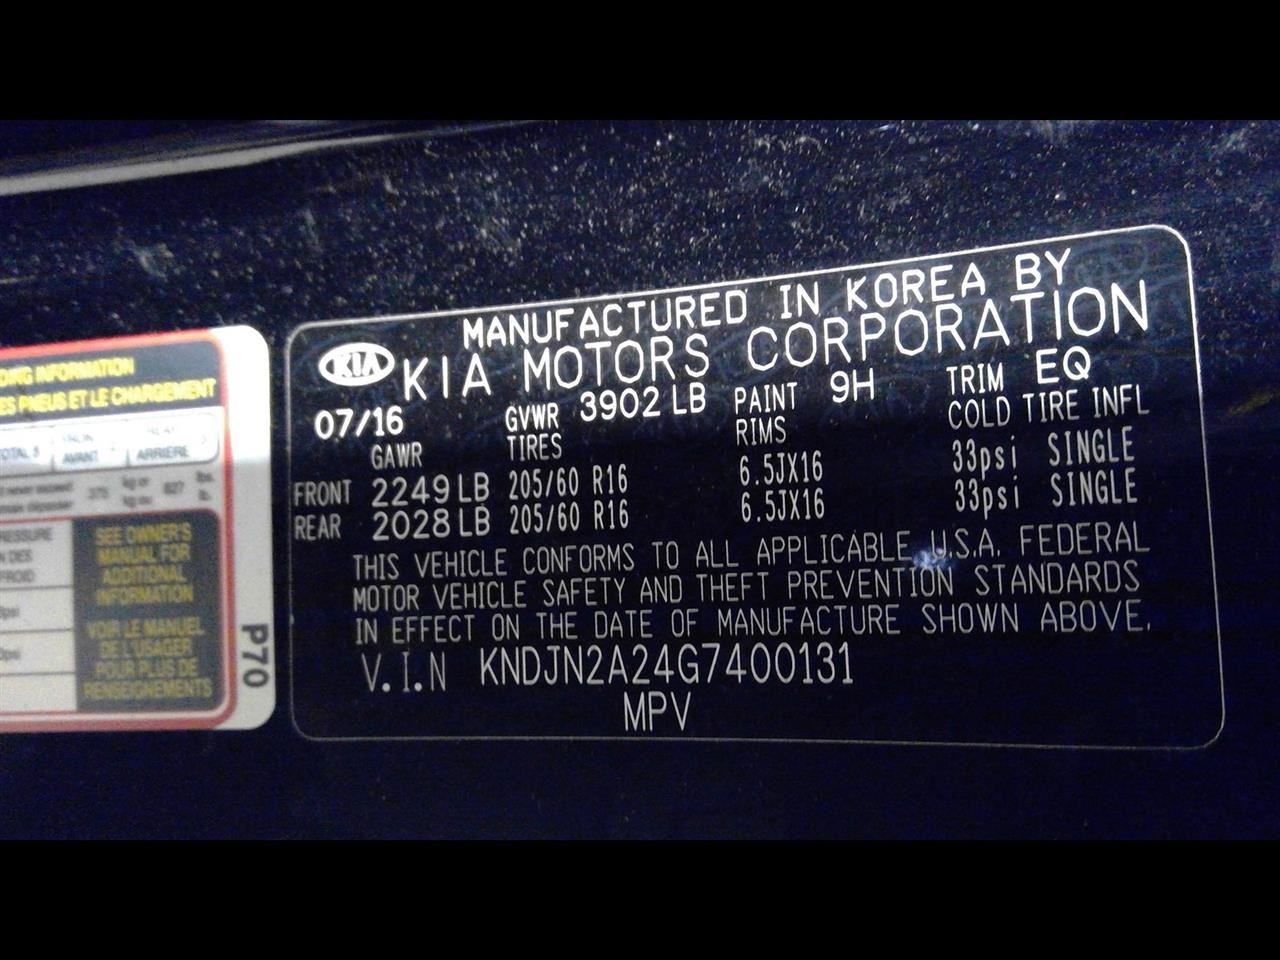 MANUFACTURED IN KOREA BY
KIA KIA MOTORS CORPORATION
07/16 GVWR 3902 LB PAINT 9H TRIM EQ
GAWR TIRES RIMS COLD TIRE INFL
FRONT 2249 LB 205/60 R16 6.5JX16 33psi SINGLE
REAR 2028 LB 205/60 R16 6.5JX16 33psi SINGLE
THIS VEHICLE CONFORMS TO ALL APPLICABLE U.S.A. FEDERAL
MOTOR VEHICLE SAFETY AND THEFT PREVENTION STANDARDS
IN EFFECT ON THE DATE OF MANUFACTURE SHOWN ABOVE.
V.I.N KNDJN2A24G7400131
MPV
DING INFORMATION
ES PNEUS ET LE CHARGEMENT
AVANT ARRIÈRE
SEE OWNER'S
MANUAL FOR
ADDITIONAL
INFORMATION
VOIR LE MANUEL
DE L'USAGER
POUR PLUS DE
RENSEIGNEMENTS
P70